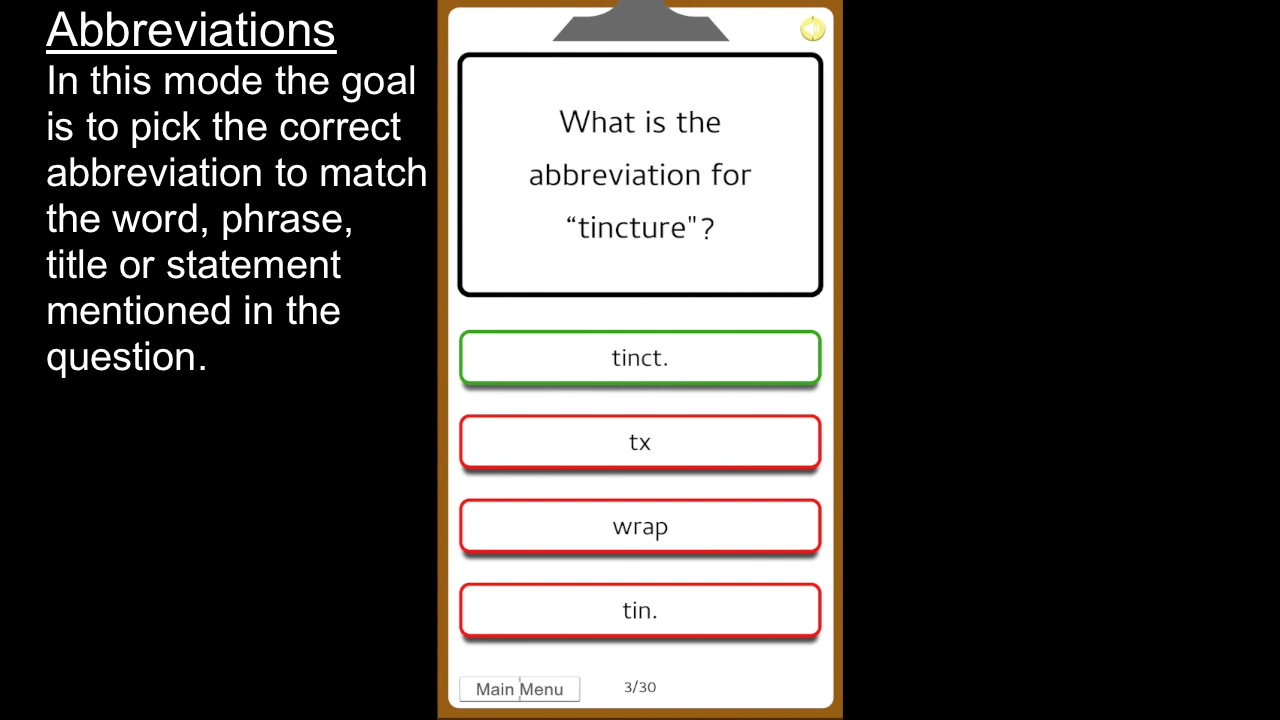 Abbreviations
In this mode the goal
is to pick the correct
abbreviation to match
the word, phrase,
title or statement
mentioned in the
question.
What is the
abbreviation for
“tincture"?
tinct.
tx
wrap
tin.
Main Menu
3/30